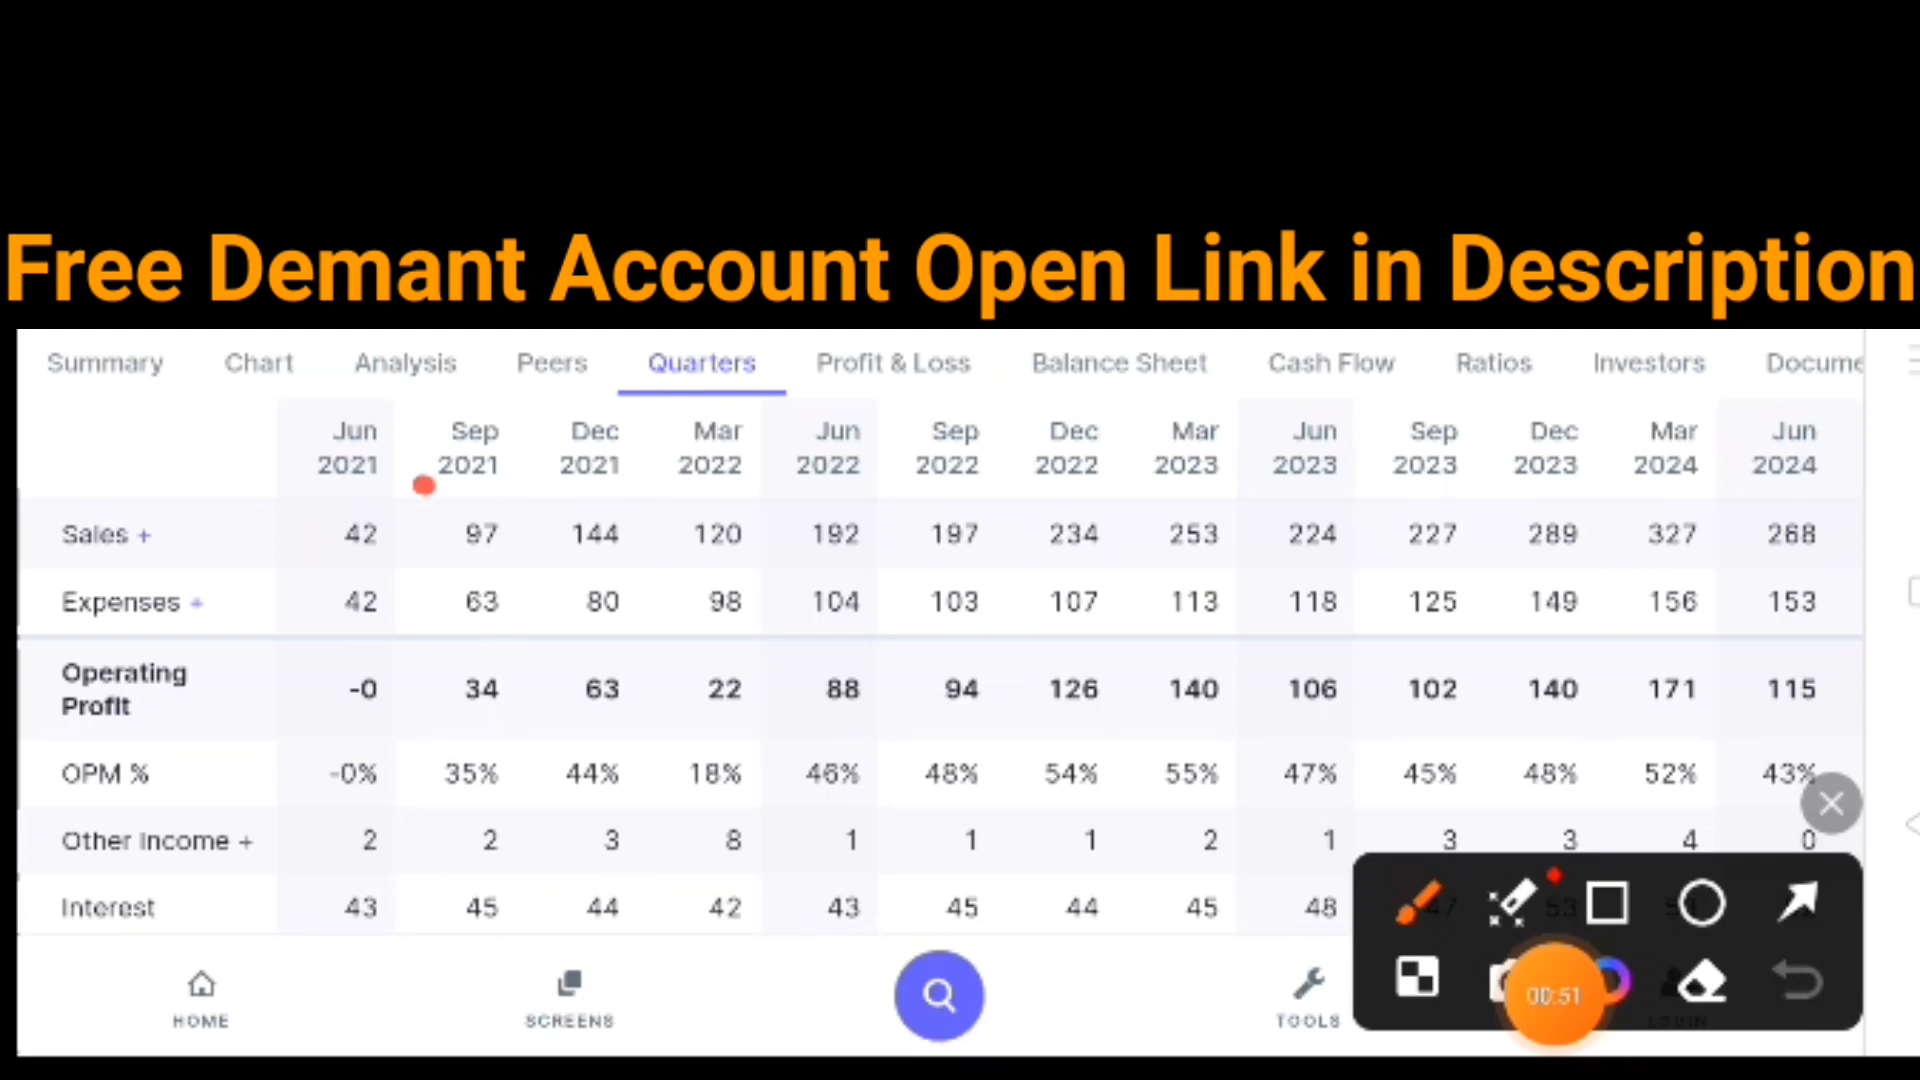 Free Demant Account Open Link in Description
Summary Chart Analysis Peers Quarters Profit & Loss Balance Sheet Cash Flow Ratios Investors Docume
Jun 2021 Sep 2021 Dec 2021 Mar 2022 Jun 2022 Sep 2022 Dec 2022 Mar 2023 Jun 2023 Sep 2023 Dec 2023 Mar 2024 Jun 2024
Sales + 42 97 144 120 192 197 234 253 224 227 289 327 268
Expenses + 42 63 80 98 104 103 107 113 118 125 149 156 153
Operating Profit -0 34 63 22 88 94 126 140 106 102 140 171 115
OPM % -0% 35% 44% 18% 46% 48% 54% 55% 47% 45% 48% 52% 43%
Other Income + 2 2 3 8 1 1 1 2 1 3 3 4 0
Interest 43 45 44 42 43 45 44 45 48
HOME SCREENS TOOLS
00:51